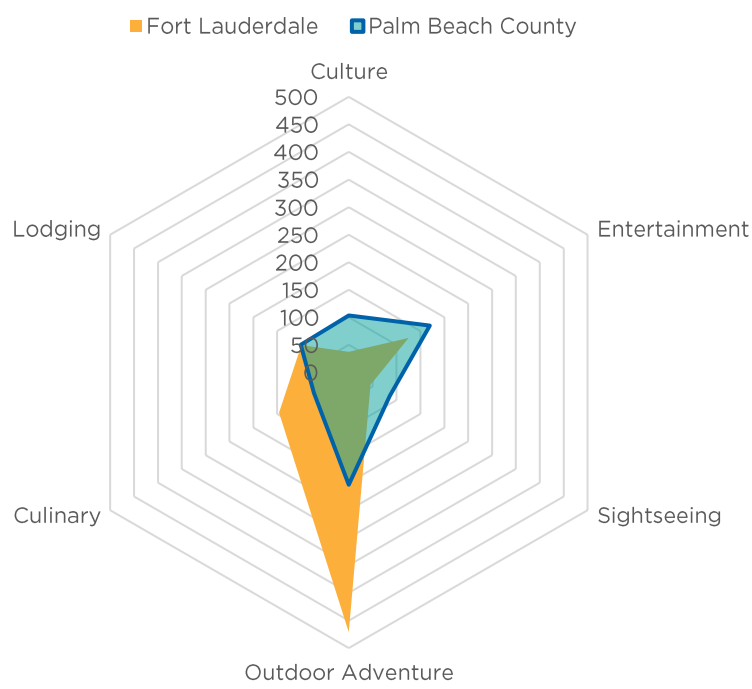 Fort Lauderdale Palm Beach County
Culture
500
450
400
350
300
250
200
150
100
50
0
Lodging
Entertainment
Culinary
Sightseeing
Outdoor Adventure